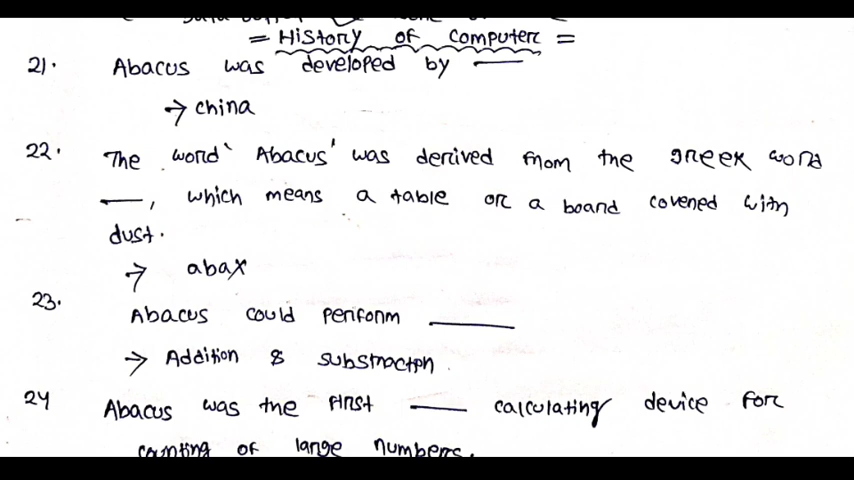 = History of computer =
21. Abacus was developed by —
→ china
22. The word 'Abacus' was derived from the greek word
—, which means a table or a board covered with
dust.
→ abax
23.
Abacus could perform ——
→ Addition & substraction
24 Abacus was the first —— calculating device for
counting of large numbers.